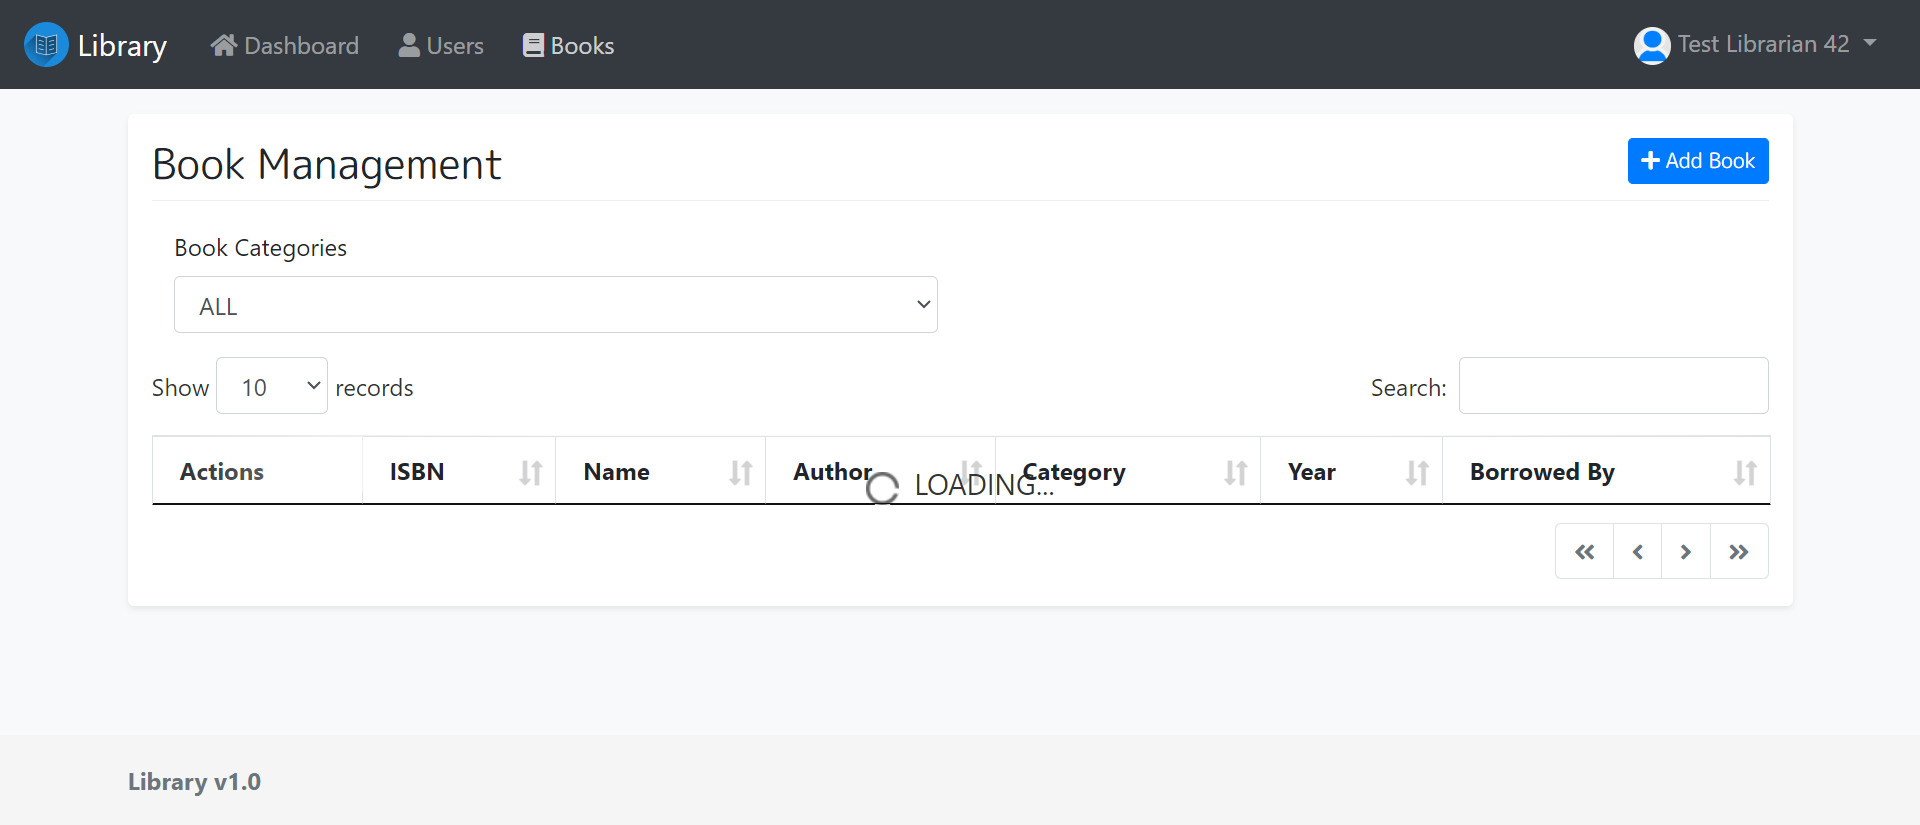 Library Dashboard Users Books Test Librarian 42
Book Management
Add Book
Book Categories
ALL
Show 10 records Search:
Actions ISBN Name Author Category Year Borrowed By
LOADING...
Library v1.0